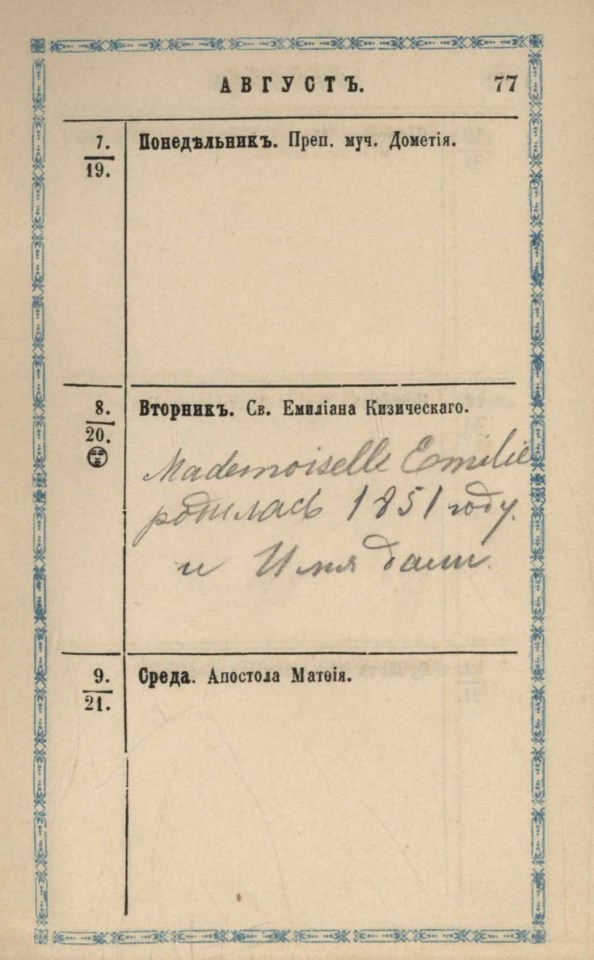 АВГУСТЪ. 77
7. Понедѣльникъ. Преп. муч. Дометія.
19.
8. Вторникъ. Св. Емиліана Кизическаго.
20.
Mademoiselle Emilie
родилась 1851 году.
и Имя дали
9. Среда. Апостола Матѳія.
21.